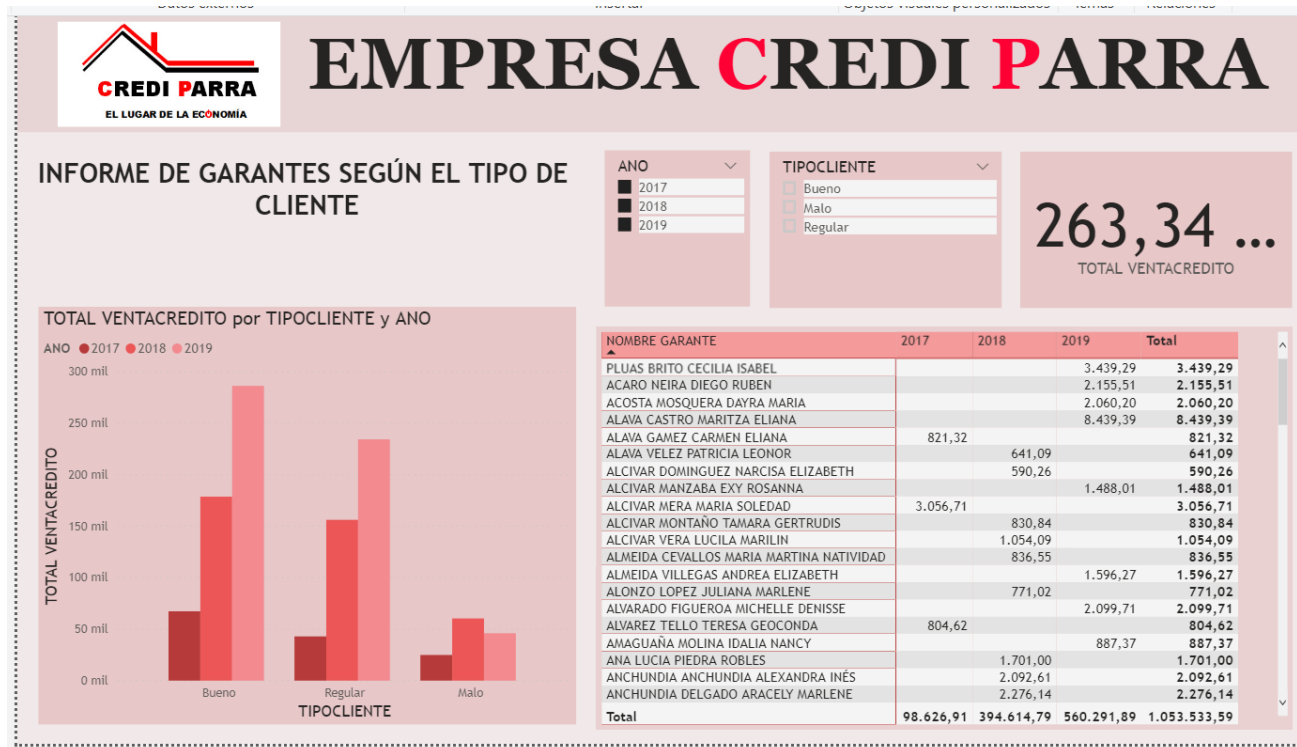 CREDI PARRA
EL LUGAR DE LA ECONOMÍA
EMPRESA CREDI PARRA
INFORME DE GARANTES SEGÚN EL TIPO DE
CLIENTE
ANO
2017
2018
2019
TIPOCLIENTE
Bueno
Malo
Regular
263,34 ...
TOTAL VENTACREDITO
TOTAL VENTACREDITO por TIPOCLIENTE y ANO
ANO 2017 2018 2019
TOTAL VENTACREDITO
300 mil
250 mil
200 mil
150 mil
100 mil
50 mil
0 mil
Bueno Regular Malo
TIPOCLIENTE
NOMBRE GARANTE 2017 2018 2019 Total
PLUAS BRITO CECILIA ISABEL 3.439,29 3.439,29
ACARO NEIRA DIEGO RUBEN 2.155,51 2.155,51
ACOSTA MOSQUERA DAYRA MARIA 2.060,20 2.060,20
ALAVA CASTRO MARITZA ELIANA 8.439,39 8.439,39
ALAVA GAMEZ CARMEN ELIANA 821,32 821,32
ALAVA VELEZ PATRICIA LEONOR 641,09 641,09
ALCIVAR DOMINGUEZ NARCISA ELIZABETH 590,26 590,26
ALCIVAR MANZABA EXY ROSANNA 1.488,01 1.488,01
ALCIVAR MERA MARIA SOLEDAD 3.056,71 3.056,71
ALCIVAR MONTAÑO TAMARA GERTRUDIS 830,84 830,84
ALCIVAR VERA LUCILA MARILIN 1.054,09 1.054,09
ALMEIDA CEVALLOS MARIA MARTINA NATIVIDAD 836,55 836,55
ALMEIDA VILLEGAS ANDREA ELIZABETH 1.596,27 1.596,27
ALONZO LOPEZ JULIANA MARLENE 771,02 771,02
ALVARADO FIGUEROA MICHELLE DENISSE 2.099,71 2.099,71
ALVAREZ TELLO TERESA GEOCONDA 804,62 804,62
AMAGUAÑA MOLINA IDALIA NANCY 887,37 887,37
ANA LUCIA PIEDRA ROBLES 1.701,00 1.701,00
ANCHUNDIA ANCHUNDIA ALEXANDRA INÉS 2.092,61 2.092,61
ANCHUNDIA DELGADO ARACELY MARLENE 2.276,14 2.276,14
Total 98.626,91 394.614,79 560.291,89 1.053.533,59